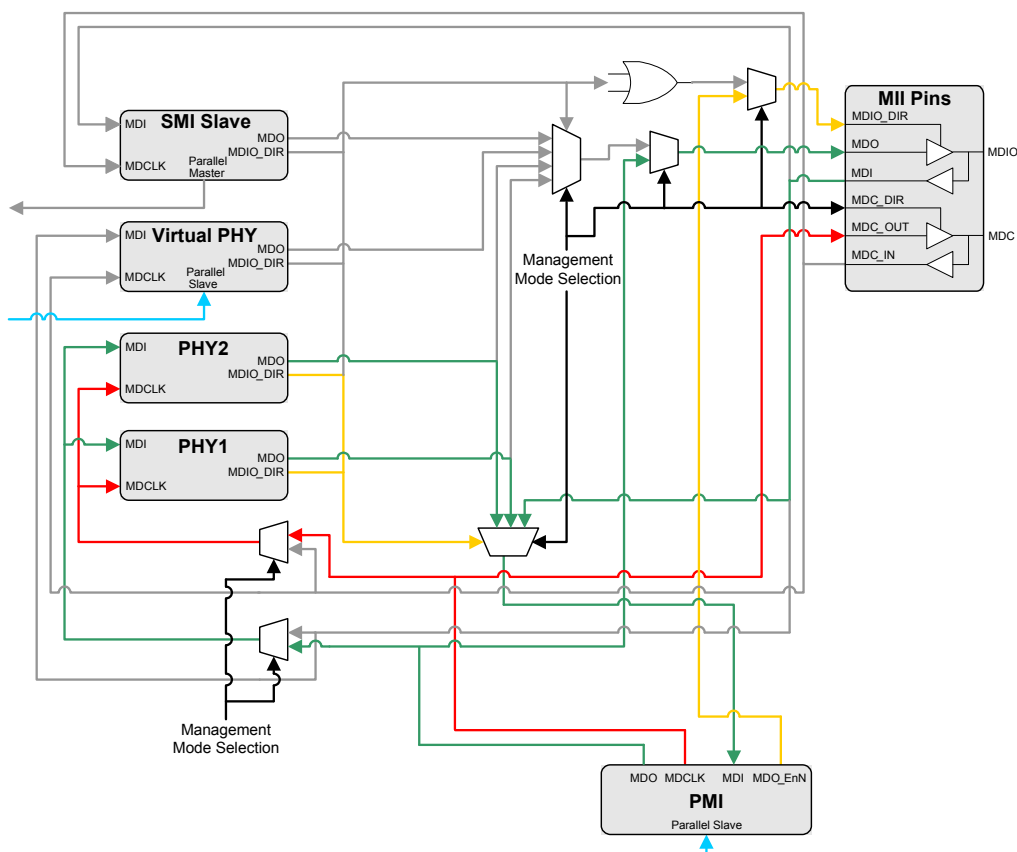 SMI Slave
MDI
MDO
MDIO_DIR
MDCLK
Parallel
Master
MII Pins
MDIO_DIR
MDO
MDIO
MDI
MDC_DIR
MDC_OUT
MDC
MDC_IN
Virtual PHY
MDI
MDO
MDIO_DIR
MDCLK
Parallel
Slave
Management
Mode Selection
PHY2
MDI
MDO
MDIO_DIR
MDCLK
PHY1
MDI
MDO
MDIO_DIR
MDCLK
Management
Mode Selection
MDO MDCLK MDI MDO_EnN
PMI
Parallel Slave